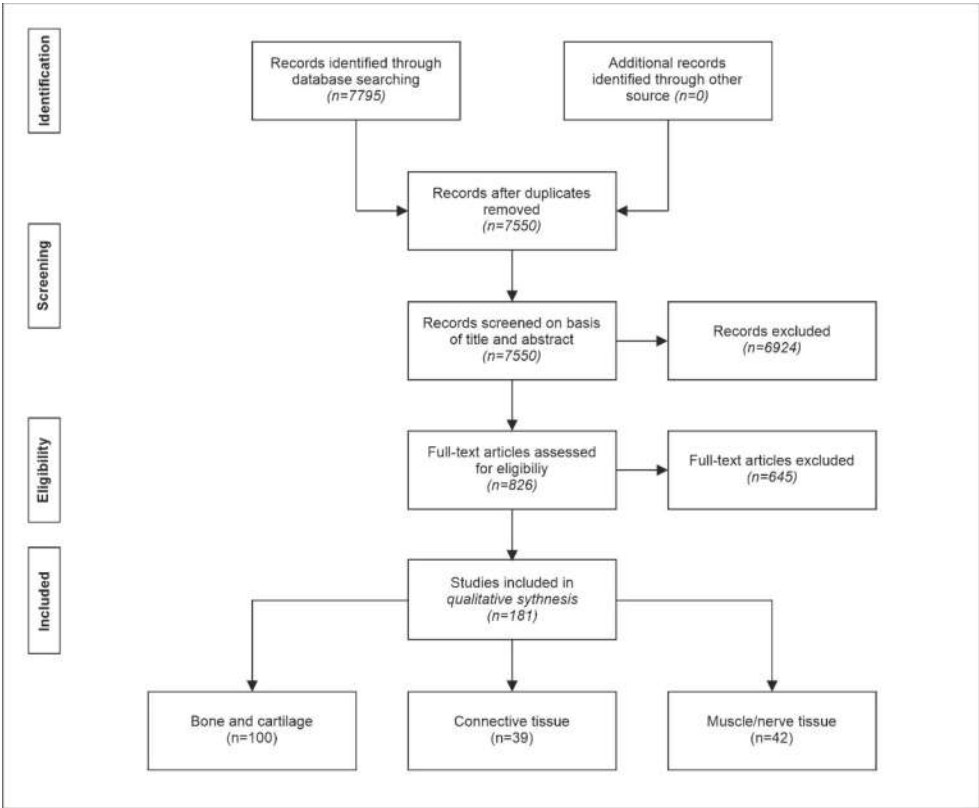 Identification
Records identified through
database searching
(n=7795)
Additional records
identified through other
source (n=0)
Records after duplicates
removed
(n=7550)
Screening
Records screened on basis
of title and abstract
(n=7550)
Records excluded
(n=6924)
Eligibility
Full-text articles assessed
for eligibiliy
(n=826)
Full-text articles excluded
(n=645)
Included
Studies included in
qualitative sythnesis
(n=181)
Bone and cartilage
(n=100)
Connective tissue
(n=39)
Muscle/nerve tissue
(n=42)